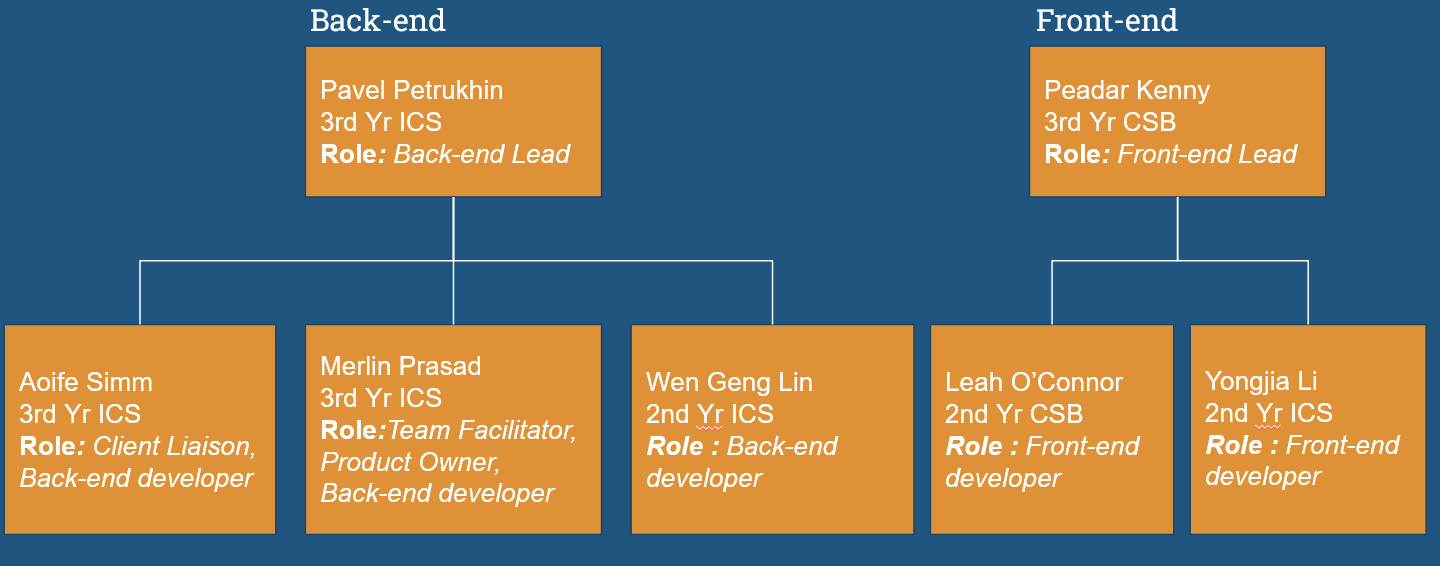 Back-end
Pavel Petrukhin
3rd Yr ICS
Role: Back-end Lead
Aoife Simm
3rd Yr ICS
Role: Client Liaison,
Back-end developer
Merlin Prasad
3rd Yr ICS
Role:Team Facilitator,
Product Owner,
Back-end developer
Wen Geng Lin
2nd Yr ICS
Role : Back-end
developer
Front-end
Peadar Kenny
3rd Yr CSB
Role: Front-end Lead
Leah O’Connor
2nd Yr CSB
Role : Front-end
developer
Yongjia Li
2nd Yr ICS
Role : Front-end
developer